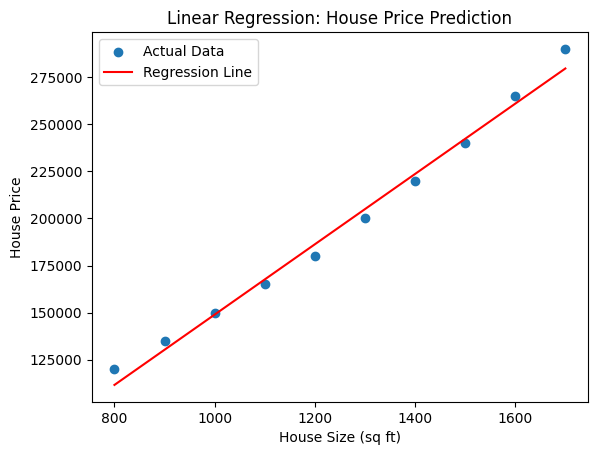 Linear Regression: House Price Prediction
Actual Data
Regression Line
House Price
275000
250000
225000
200000
175000
150000
125000
800
1000
1200
1400
1600
House Size (sq ft)